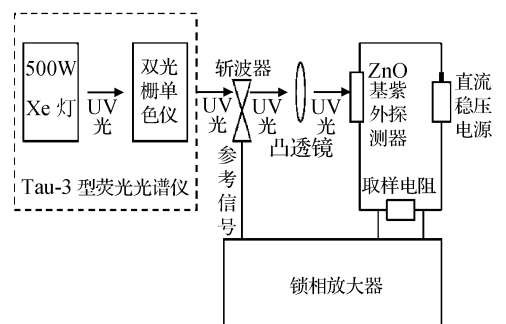 500W
Xe 灯
UV
光
双光
栅单
色仪
Tau-3 型荧光光谱仪
斩波器
UV
光
UV
光
凸透镜
UV
光
参
考
信
号
ZnO
基紫
外探
测器
直流
稳压
电源
取样电阻
锁相放大器